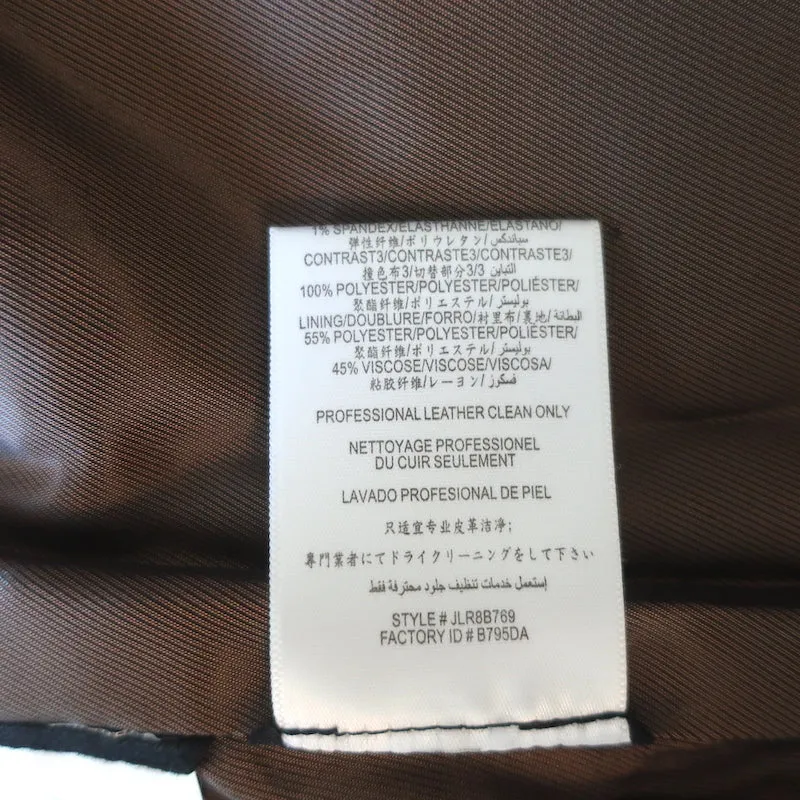 1% SPANDEX/ELASTHANNE/ELASTANO/
弹性纤维/ポリウレタン/سباندكس
CONTRAST3/CONTRASTE3/CONTRASTE3/
撞色布3/切替部分3/التباين 3
100% POLYESTER/POLYESTER/POLIÉSTER/
聚酯纤维/ポリエステル/بوليستر
LINING/DOUBLURE/FORRO/衬里布/裏地/البطانة
55% POLYESTER/POLYESTER/POLIÉSTER/
聚酯纤维/ポリエステル/بوليستر
45% VISCOSE/VISCOSE/VISCOSA/
粘胶纤维/レーヨン/فسكوز
PROFESSIONAL LEATHER CLEAN ONLY
NETTOYAGE PROFESSIONEL
DU CUIR SEULEMENT
LAVADO PROFESIONAL DE PIEL
只适宜专业皮革洁净;
専門業者にてドライクリーニングをして下さい
إستعمل خدمات تنظيف جلود محترفة فقط
STYLE # JLR8B769
FACTORY ID # B795DA